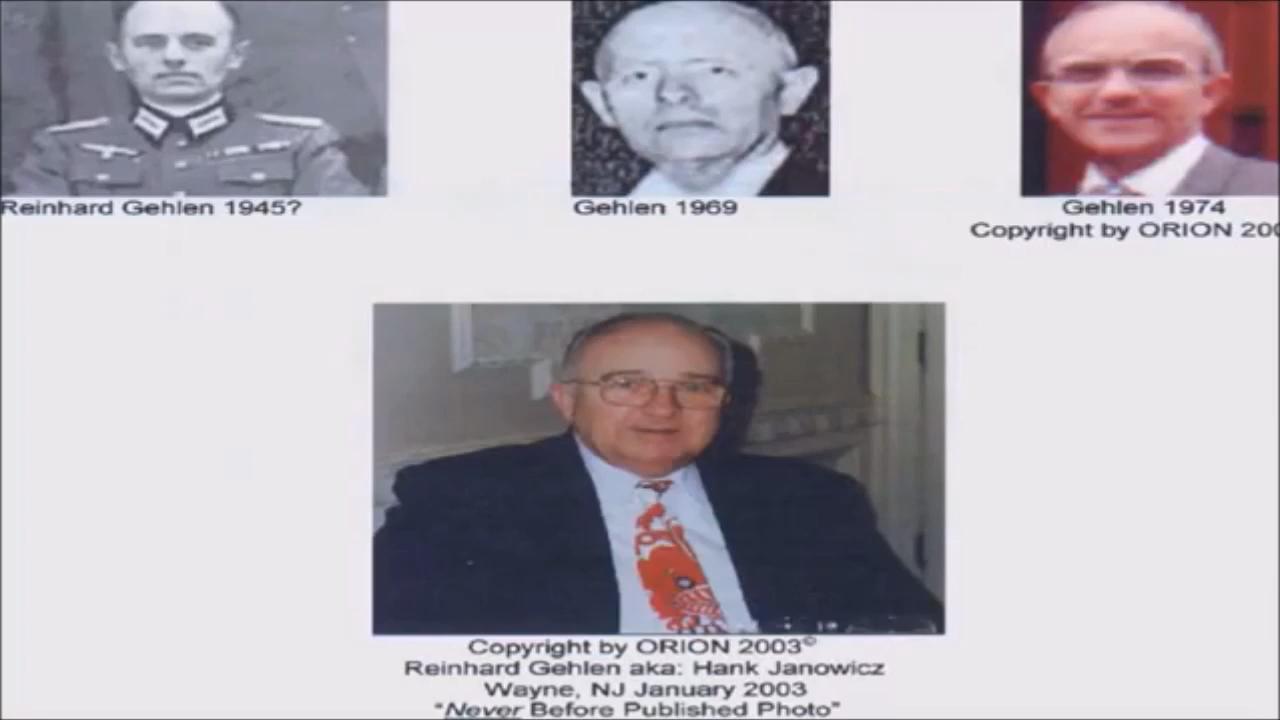 Reinhard Gehlen 1945?
Gehlen 1969
Gehlen 1974
Copyright by ORION
Copyright by ORION 2003©
Reinhard Gehlen aka: Hank Janowicz
Wayne, NJ January 2003
"Never Before Published Photo"